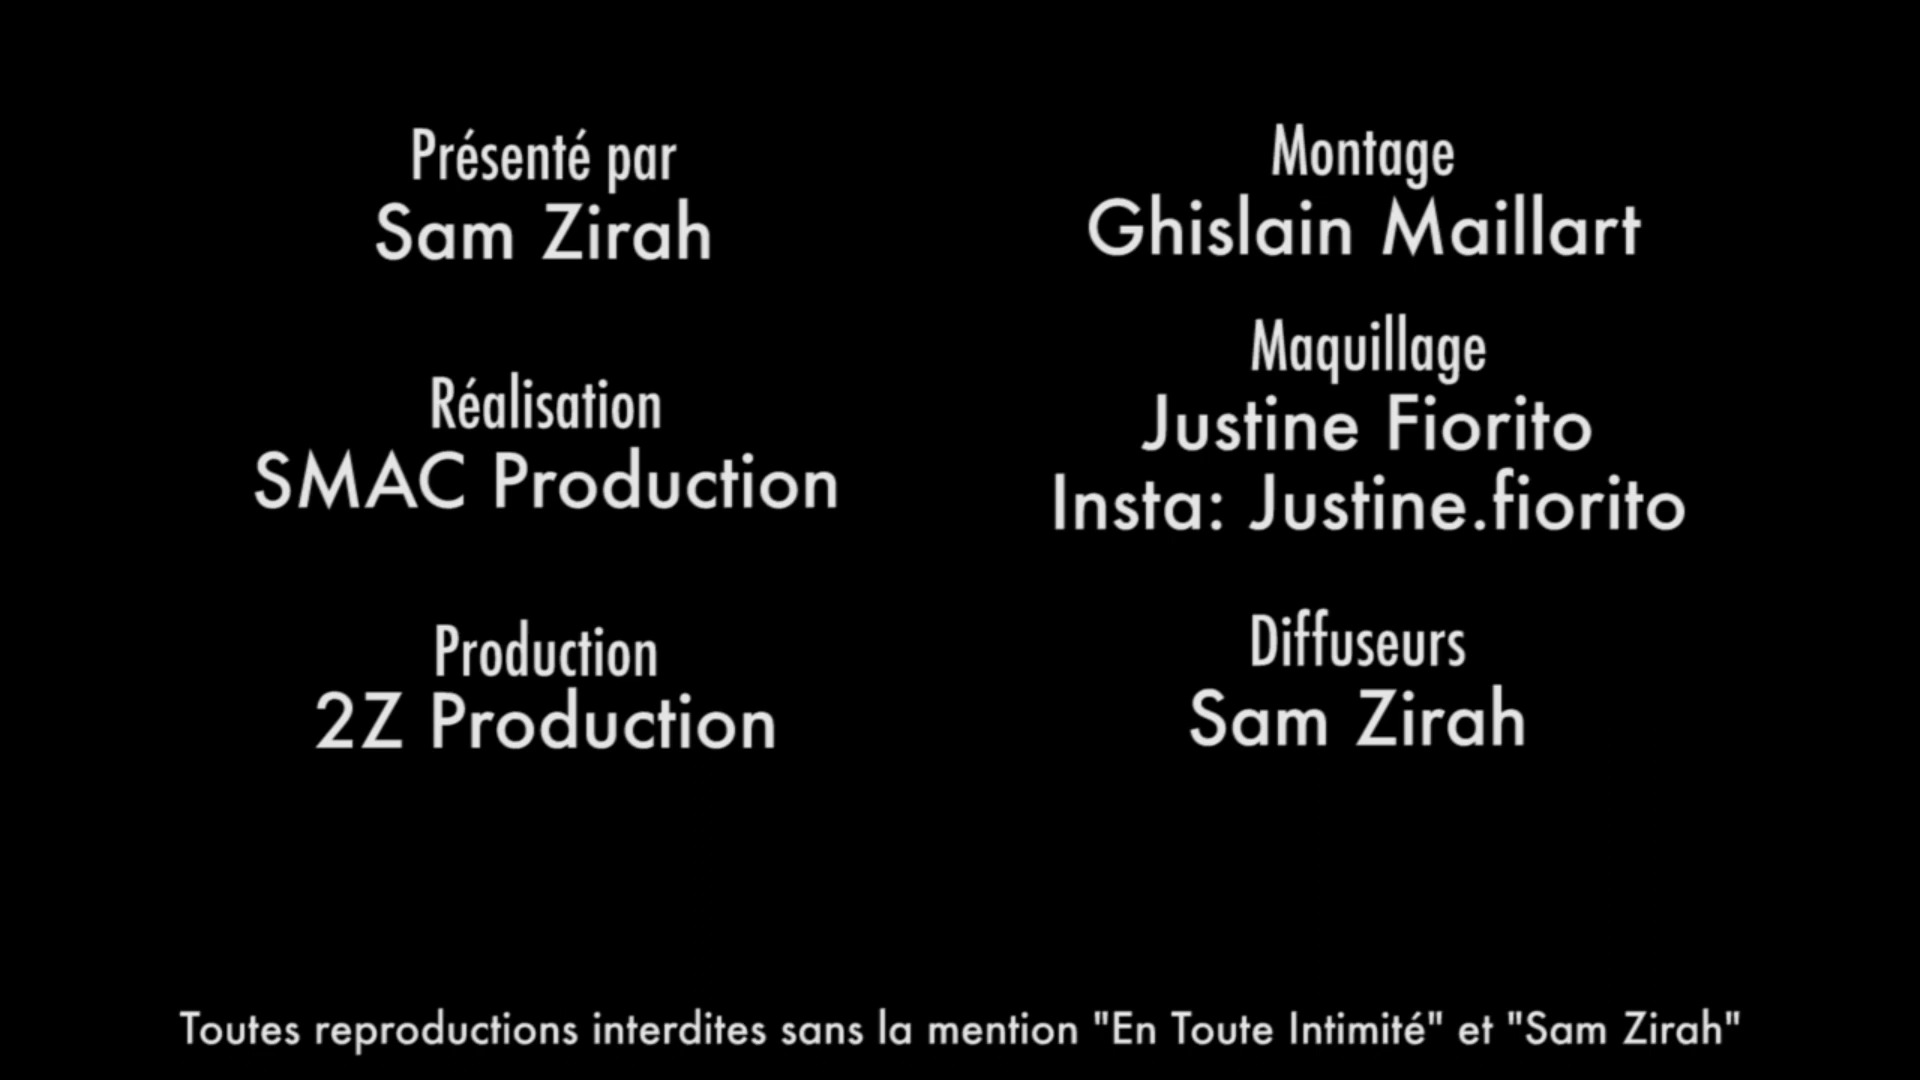 Présenté par
Sam Zirah
Réalisation
SMAC Production
Production
2Z Production
Montage
Ghislain Maillart
Maquillage
Justine Fiorito
Insta: Justine.fiorito
Diffuseurs
Sam Zirah
Toutes reproductions interdites sans la mention "En Toute Intimité" et "Sam Zirah"